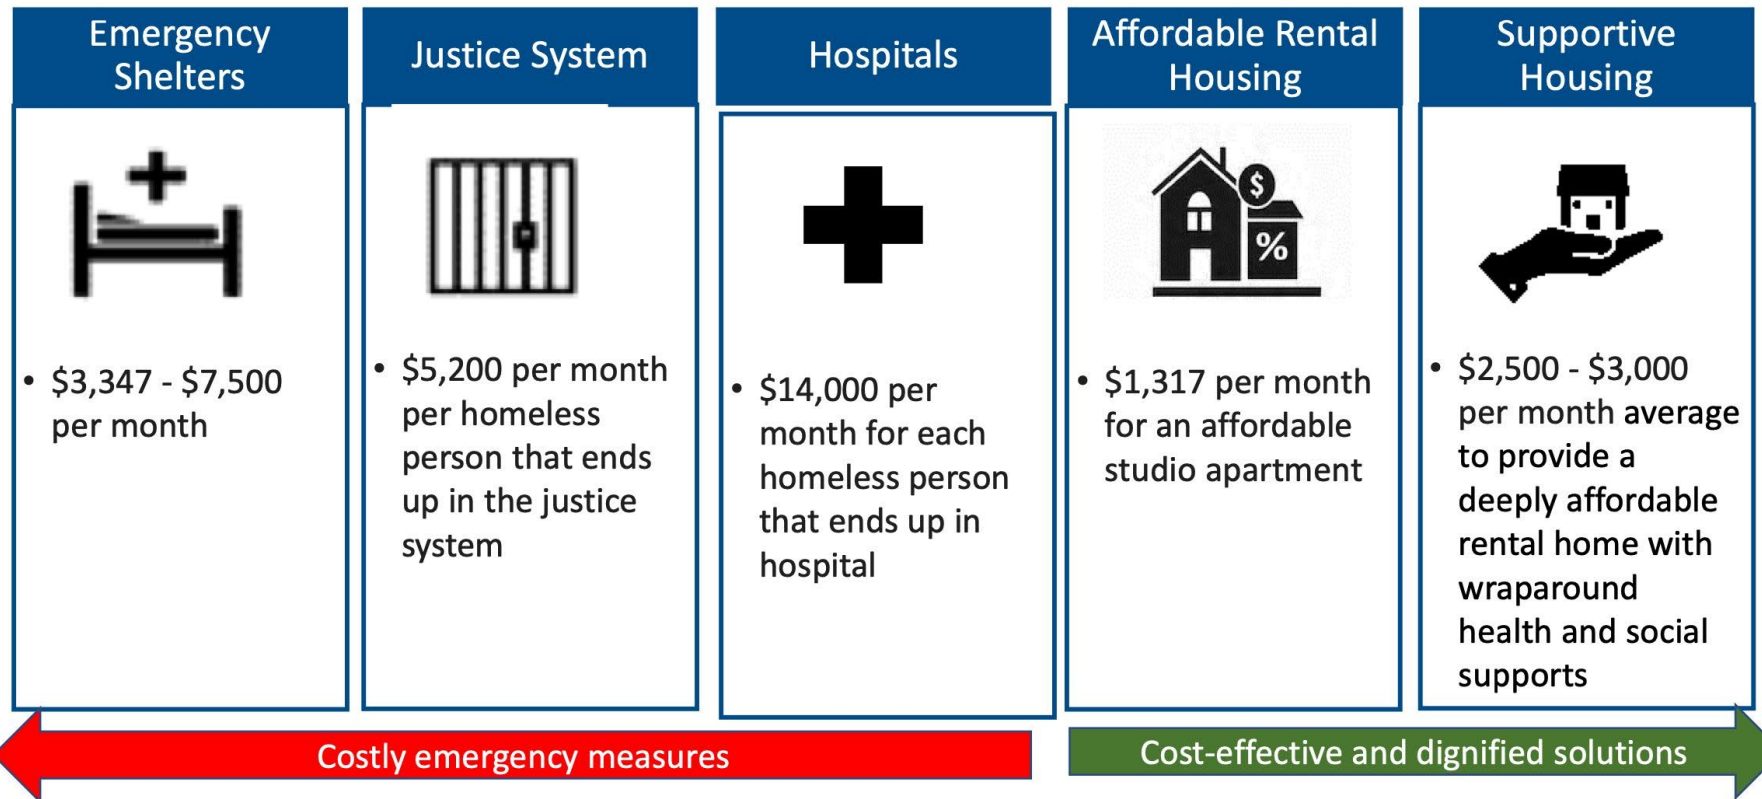 Emergency
Shelters
Justice System
Hospitals
Affordable Rental
Housing
Supportive
Housing
$
%
• $3,347 - $7,500
per month
• $5,200 per month
per homeless
person that ends
up in the justice
system
• $14,000 per
month for each
homeless person
that ends up in
hospital
• $1,317 per month
for an affordable
studio apartment
• $2,500 - $3,000
per month average
to provide a
deeply affordable
rental home with
wraparound
health and social
supports
Costly emergency measures
Cost-effective and dignified solutions